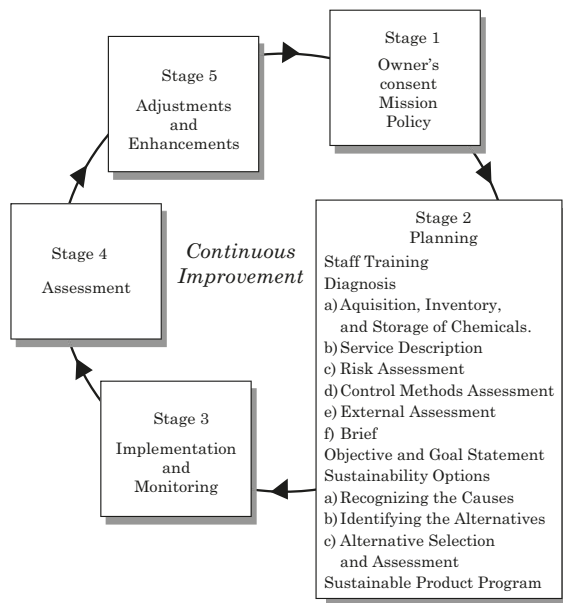 Stage 1
Owner's
consent
Mission
Policy
Stage 2
Planning
Staff Training
Diagnosis
a) Aquisition, Inventory,
and Storage of Chemicals.
b) Service Description
c) Risk Assessment
d) Control Methods Assessment
e) External Assessment
f) Brief
Objective and Goal Statement
Sustainability Options
a) Recognizing the Causes
b) Identifying the Alternatives
c) Alternative Selection
and Assessment
Sustainable Product Program
Stage 3
Implementation
and
Monitoring
Stage 4
Assessment
Stage 5
Adjustments
and
Enhancements
Continuous
Improvement